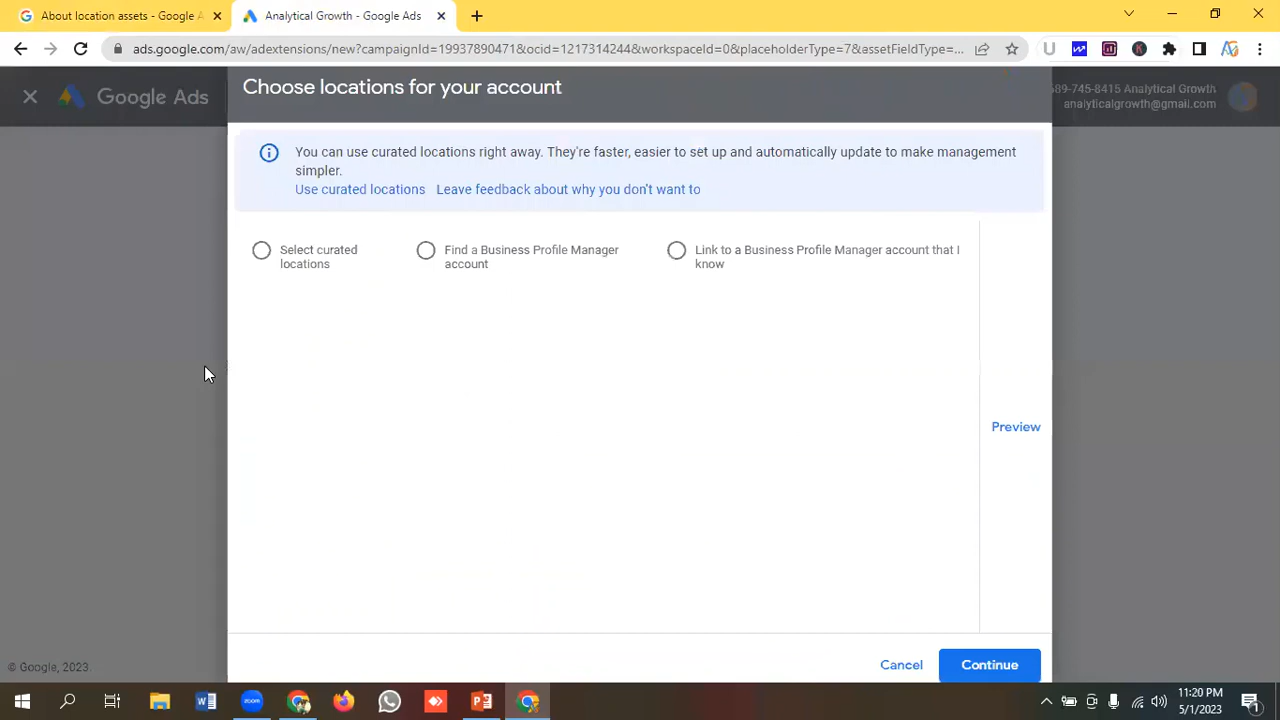 About location assets - Google A
Analytical Growth - Google Ads
ads.google.com/aw/adextensions/new?campaignId=19937890471&ocid=1217314244&workspaceId=0&placeholderType=7&assetFieldType=...
Google Ads
Choose locations for your account
689-745-8415 Analytical Growth
analyticalgrowth@gmail.com
You can use curated locations right away. They're faster, easier to set up and automatically update to make management
simpler.
Use curated locations Leave feedback about why you don't want to
Select curated
locations
Find a Business Profile Manager
account
Link to a Business Profile Manager account that I
know
Preview
Cancel
Continue
© Google, 2023.
zoom
11:20 PM
5/1/2023